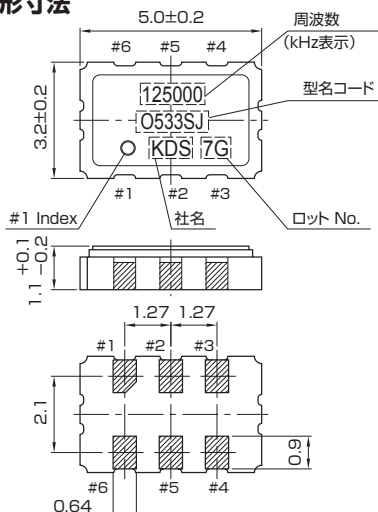 形寸法
5.0±0.2
周波数
(kHz表示)
#6 #5 #4
125000
型名コード
O533SJ
3.2±0.2
KDS 7G
#1 #2 #3
#1 Index
社名
ロット No.
1.1 +0.1 -0.2
1.27 1.27
#1 #2 #3
2.1
0.9
#6 #5 #4
0.64